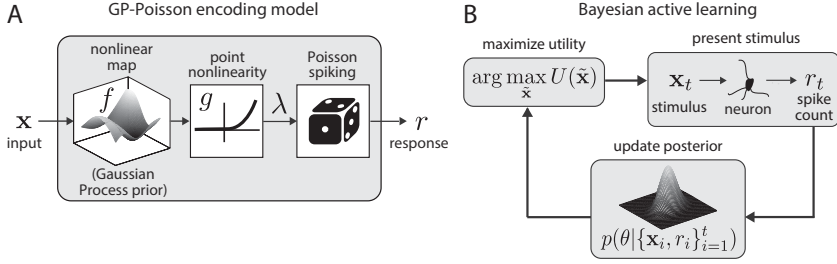 A
GP-Poisson encoding model
nonlinear
map
point
nonlinearity
Poisson
spiking
f
g
λ
x
input
r
response
(Gaussian
Process prior)
B
Bayesian active learning
maximize utility
arg max U(x̃)
x̃
present stimulus
x_t
r_t
stimulus
neuron
spike
count
update posterior
p(θ|{x_i, r_i}_{i=1}^t)